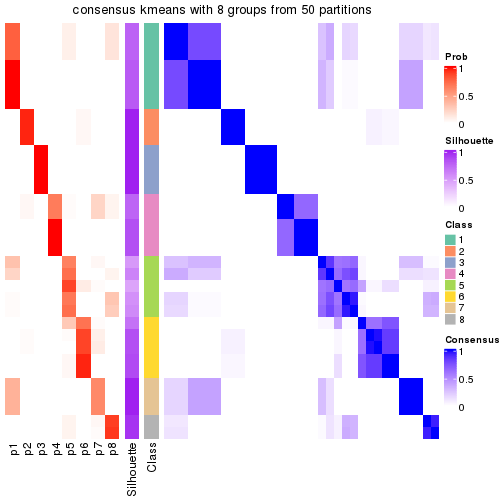 consensus kmeans with 8 groups from 50 partitions
Prob
1
0.5
0
Silhouette
1
0.5
0
Class
1
2
3
4
5
6
7
8
Consensus
1
0.5
0
p1
p2
p3
p4
p5
p6
p7
p8
Silhouette
Class